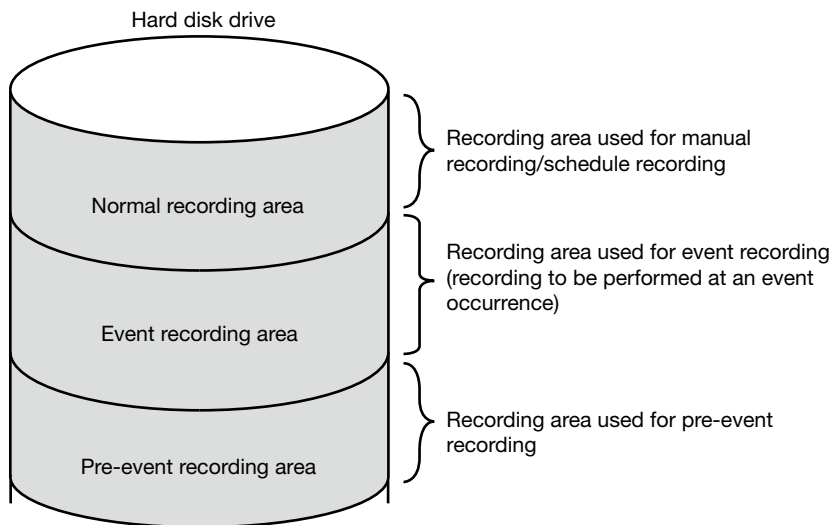 Hard disk drive
Recording area used for manual
recording/schedule recording
Normal recording area
Recording area used for event recording
(recording to be performed at an event
occurrence)
Event recording area
Recording area used for pre-event
recording
Pre-event recording area